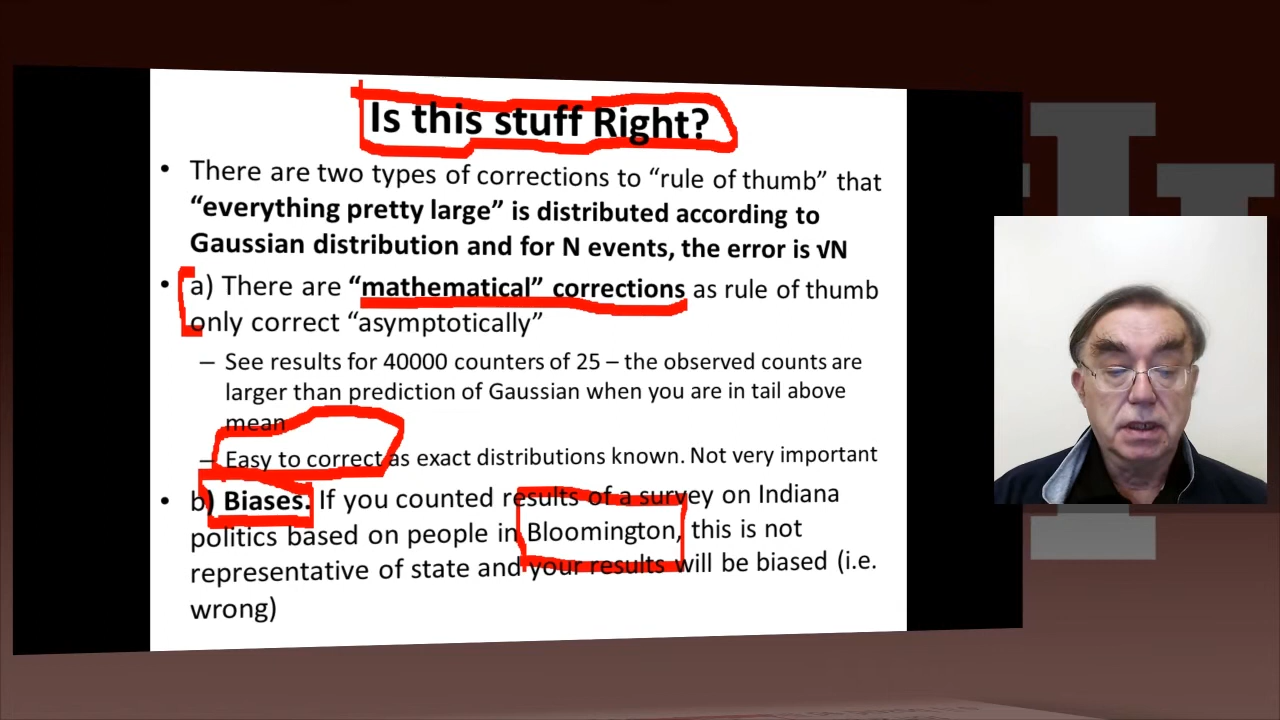 Is this stuff Right?
• There are two types of corrections to “rule of thumb” that
“everything pretty large” is distributed according to
Gaussian distribution and for N events, the error is √N
• a) There are “mathematical” corrections as rule of thumb
only correct “asymptotically”
– See results for 40000 counters of 25 – the observed counts are
larger than prediction of Gaussian when you are in tail above
mean
– Easy to correct as exact distributions known. Not very important
• b) Biases. If you counted results of a survey on Indiana
politics based on people in Bloomington, this is not
representative of state and your results will be biased (i.e.
wrong)